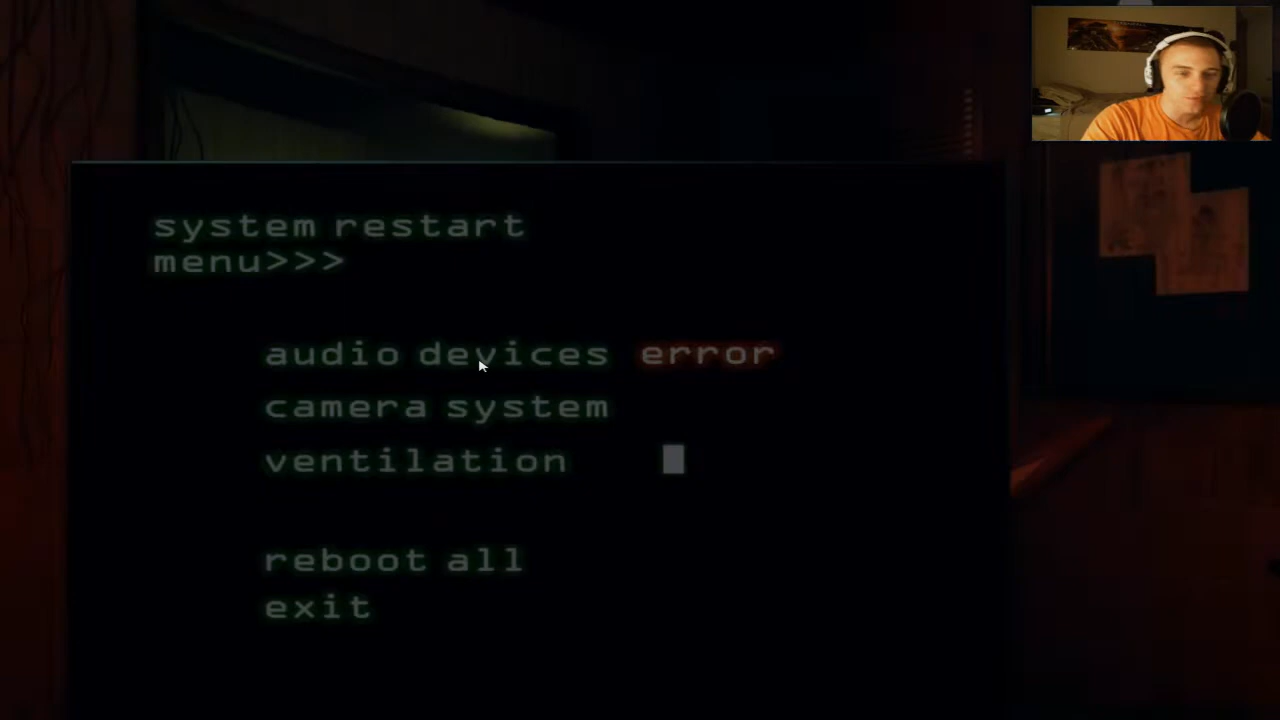 system restart
menu>>>
audio devices error
camera system
ventilation
reboot all
exit